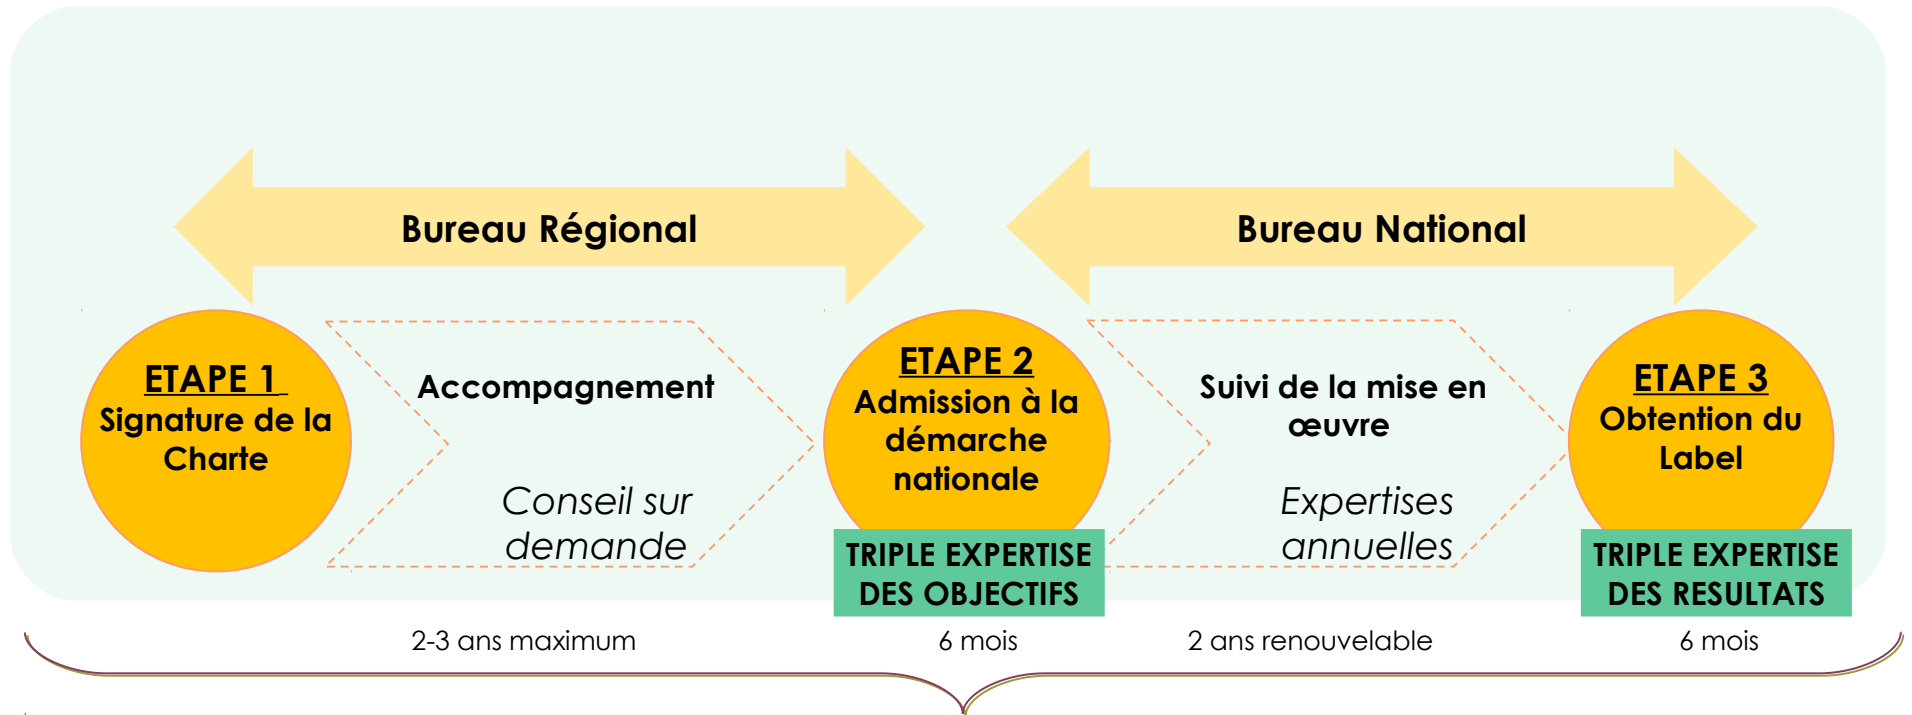 Bureau Régional
Bureau National
ETAPE 1
Signature de la
Charte
Accompagnement
Conseil sur
demande
ETAPE 2
Admission à la
démarche
nationale
TRIPLE EXPERTISE
DES OBJECTIFS
Suivi de la mise en
œuvre
Expertises
annuelles
ETAPE 3
Obtention du
Label
TRIPLE EXPERTISE
DES RESULTATS
2-3 ans maximum
6 mois
2 ans renouvelable
6 mois